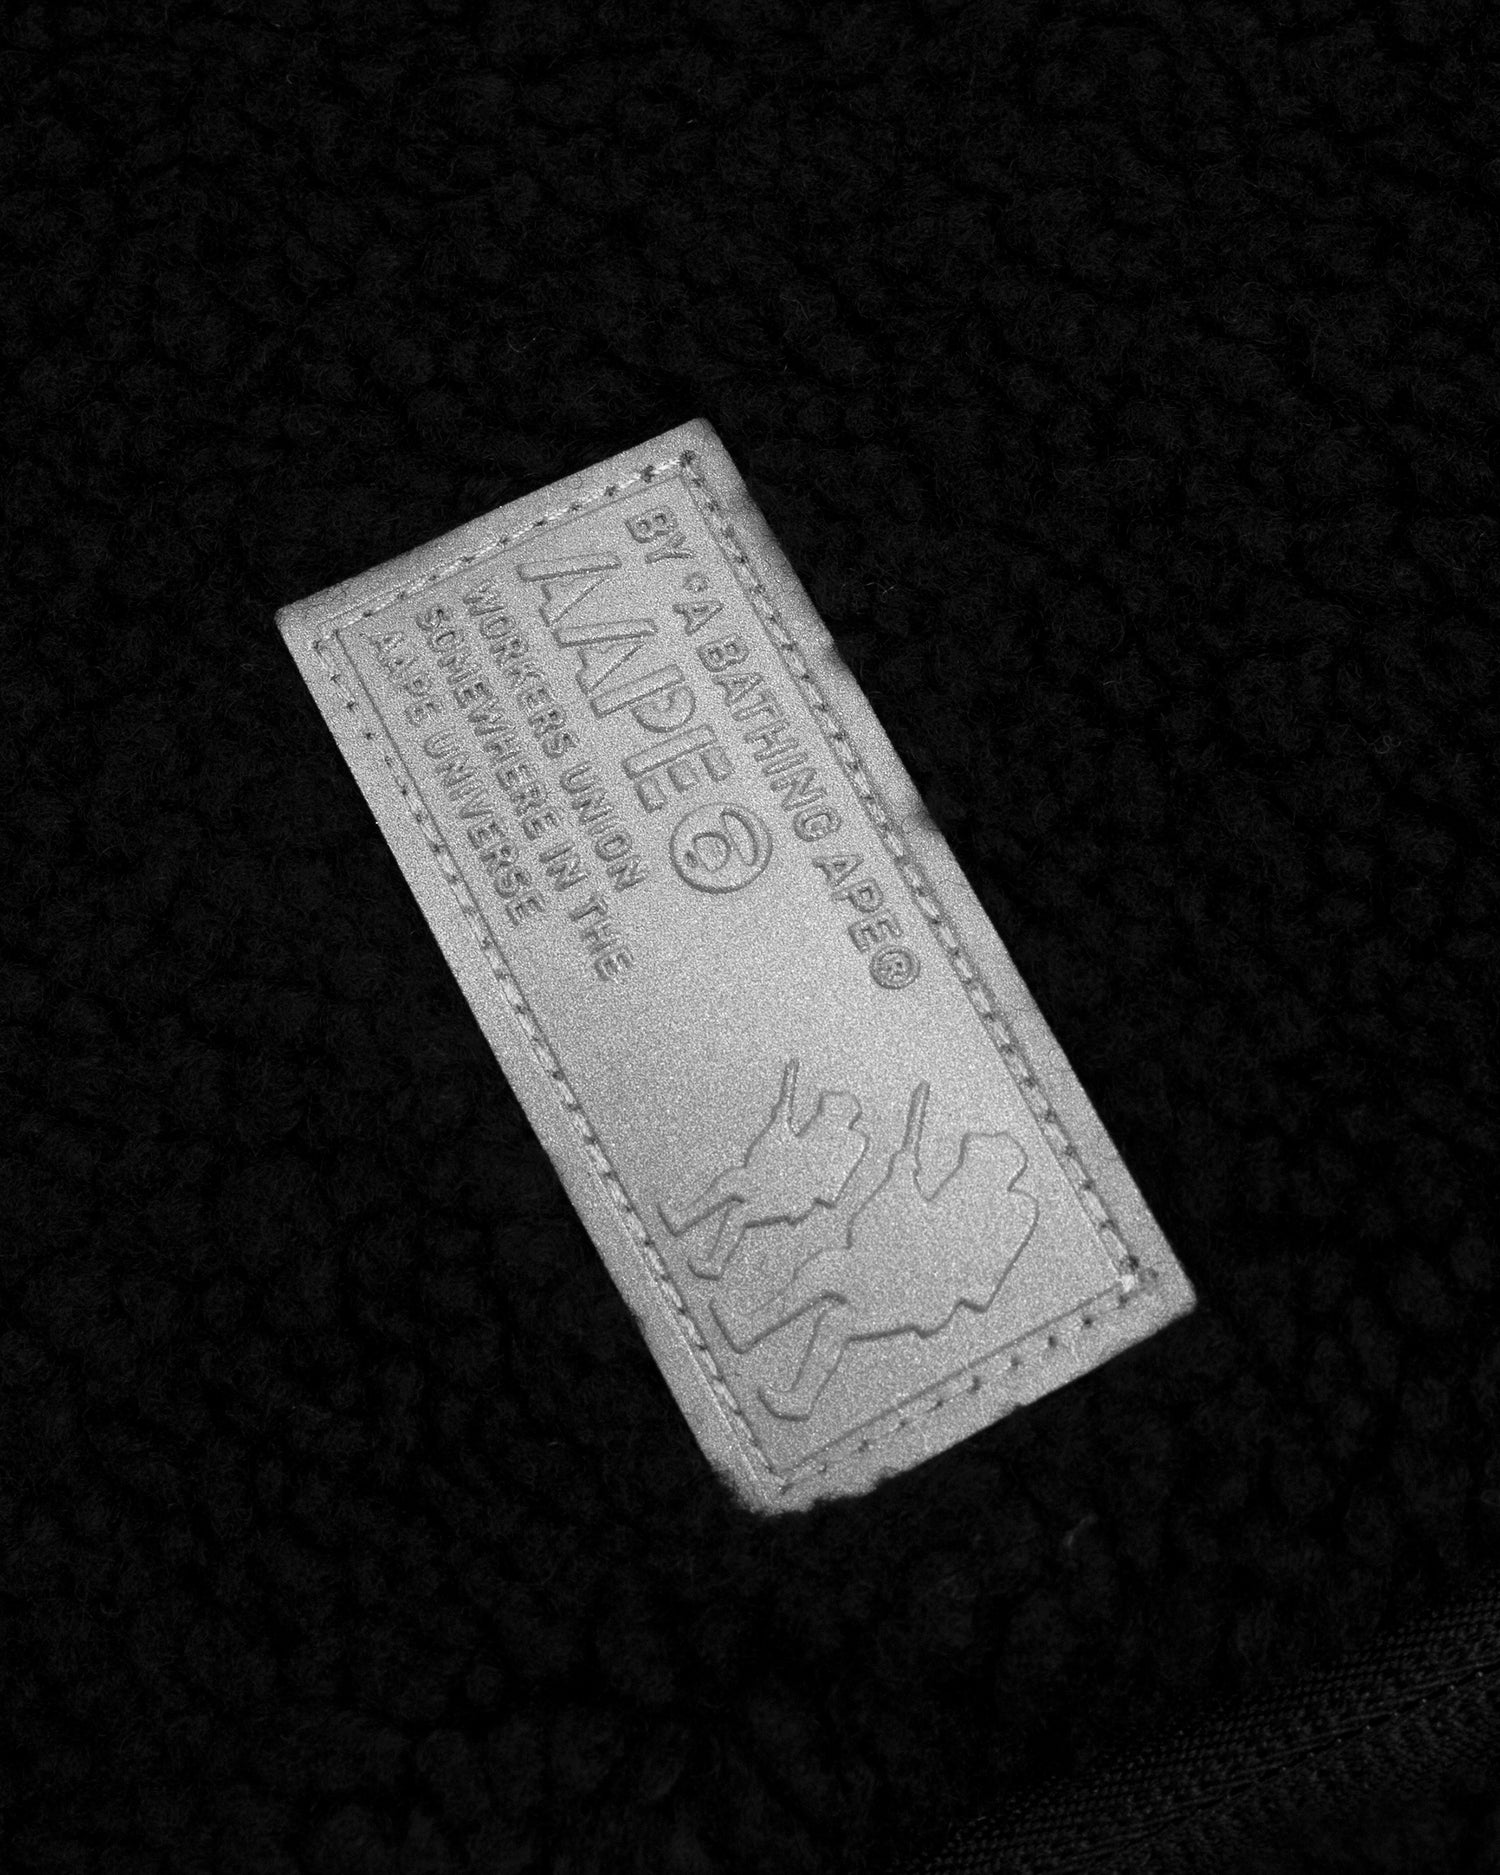 BY *A BATHING APE®
AAPE
WORKERS UNION
SOMEWHERE IN THE
AAPE UNIVERSE